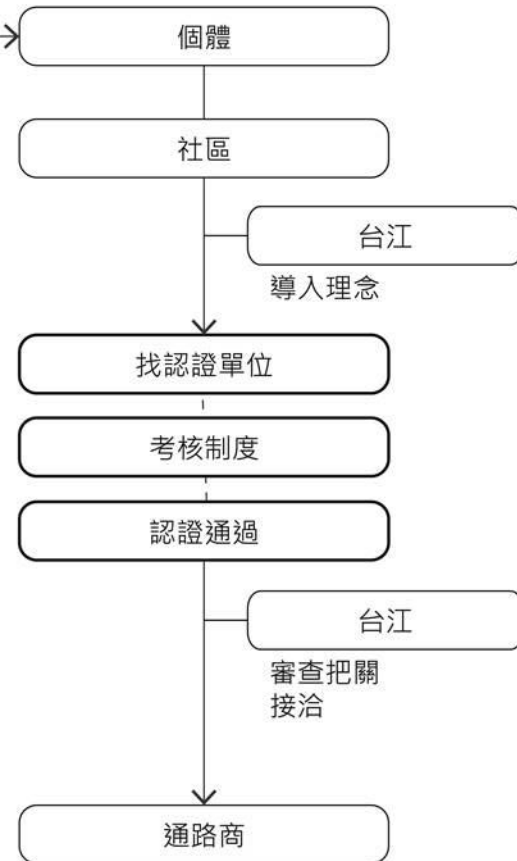 個體
社區
台江
導入理念
找認證單位
考核制度
認證通過
台江
審查把關
接洽
通路商